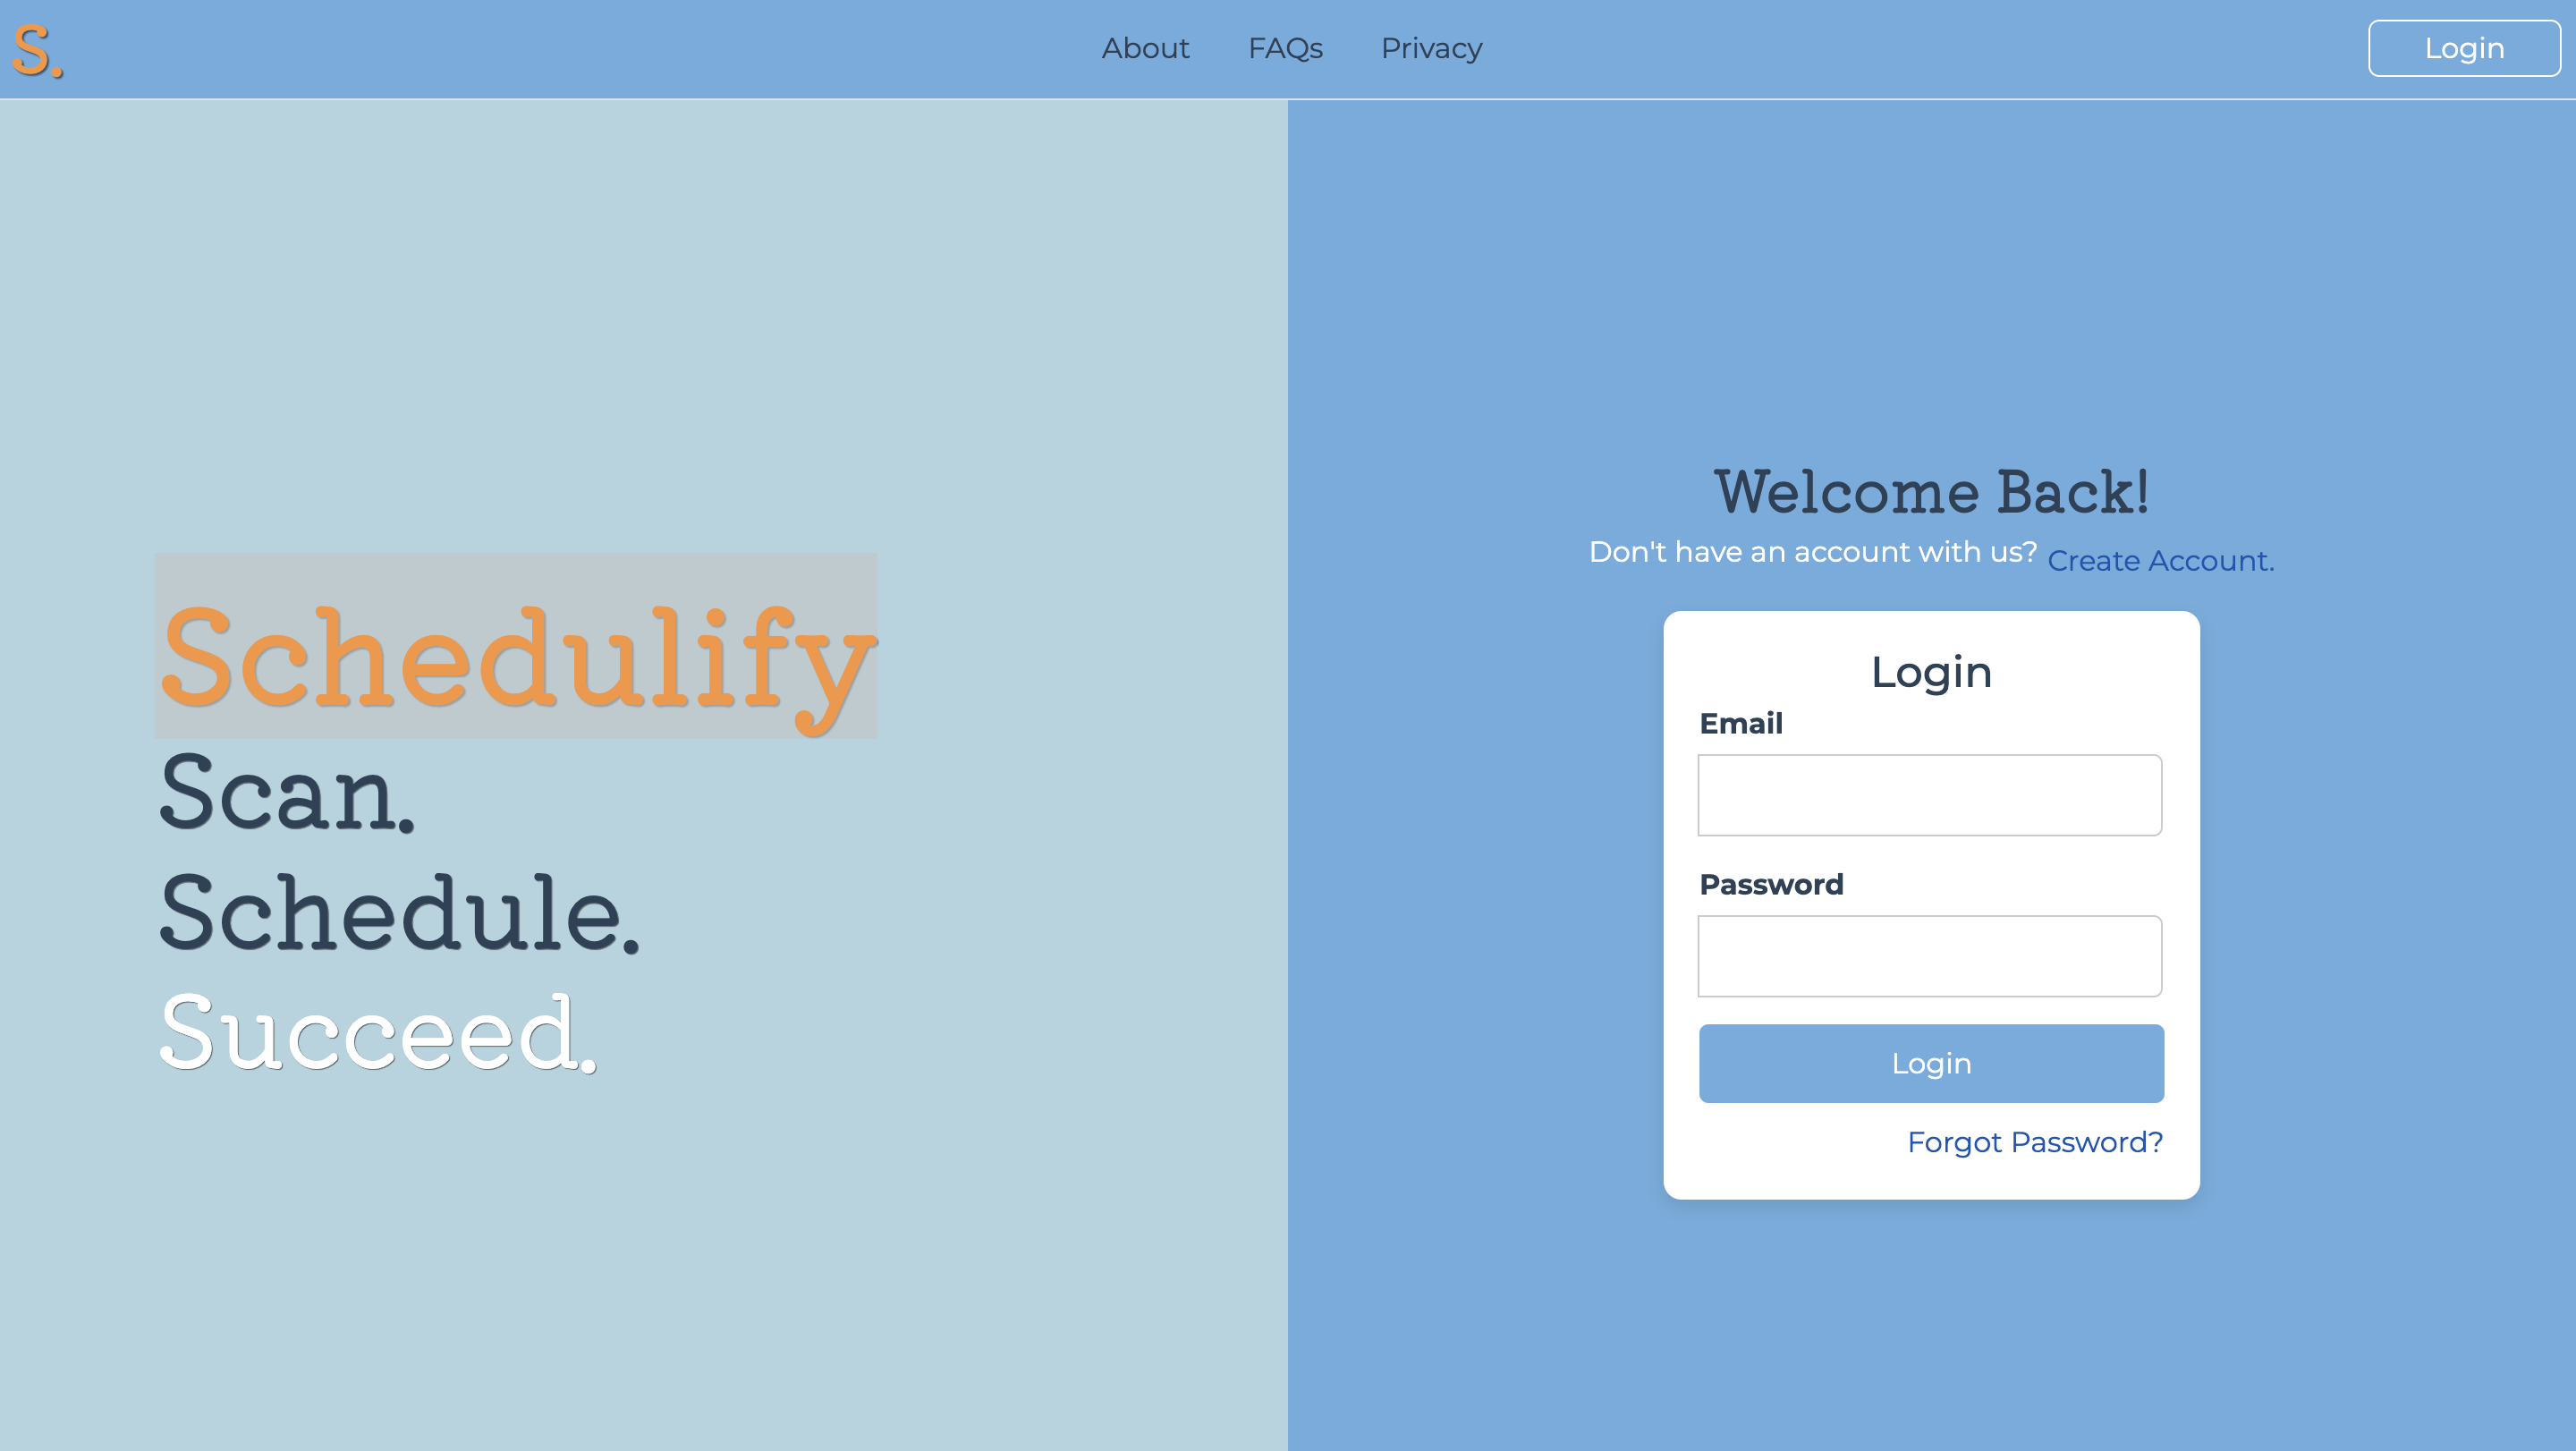 S.
About FAQs Privacy
Login
Schedulify
Scan.
Schedule.
Succeed.
Welcome Back!
Don't have an account with us? Create Account.
Login
Email
Password
Login
Forgot Password?